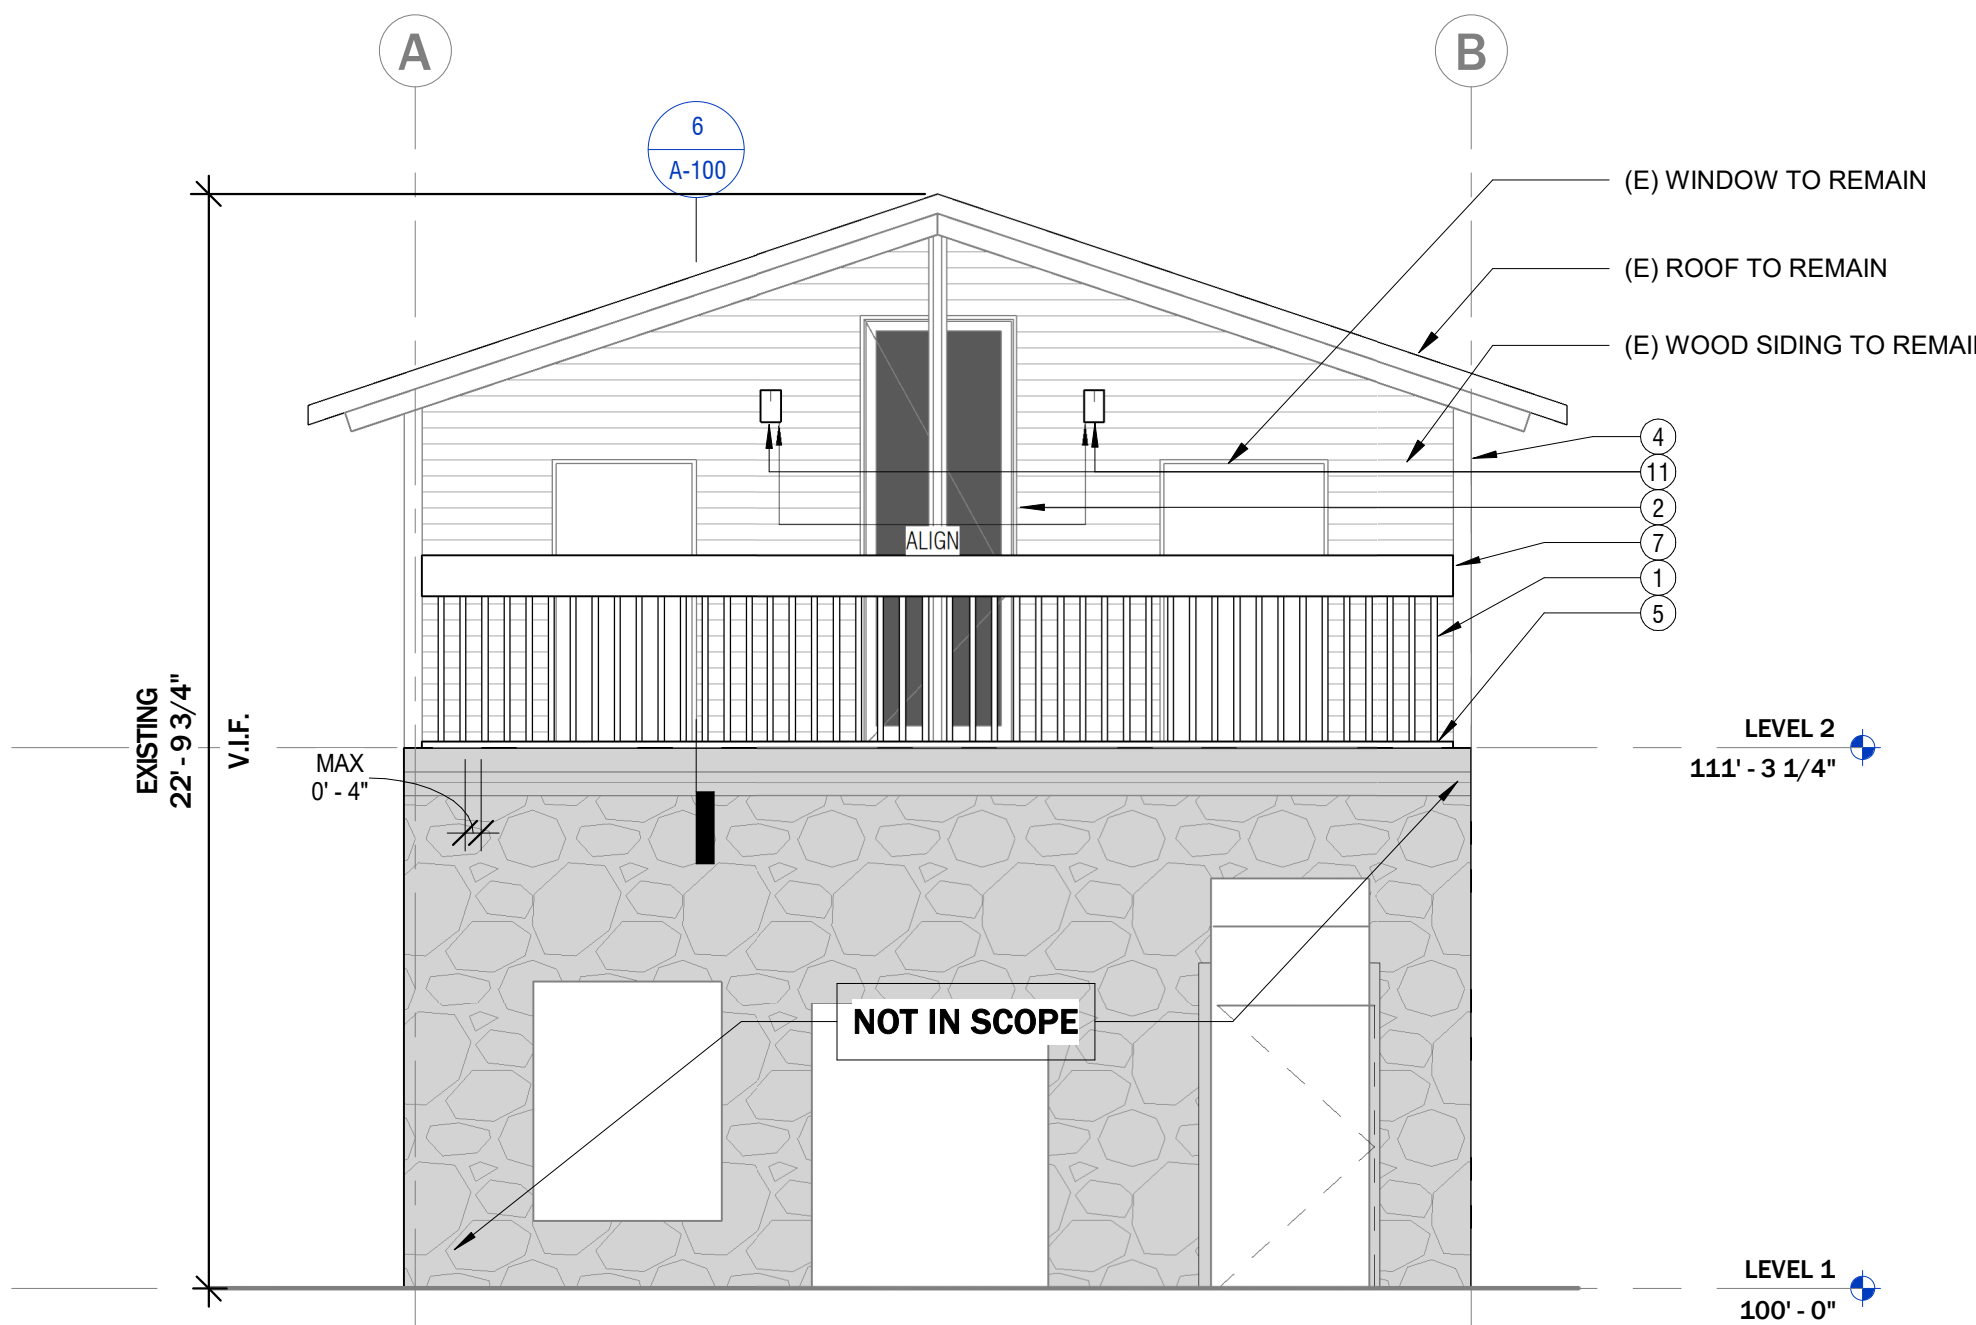 A
B
6
A-100
(E) WINDOW TO REMAIN
(E) ROOF TO REMAIN
(E) WOOD SIDING TO REMAI
4
11
2
7
1
5
ALIGN
EXISTING
22' - 9 3/4"
V.I.F.
MAX
0' - 4"
LEVEL 2
111' - 3 1/4"
NOT IN SCOPE
LEVEL 1
100' - 0"